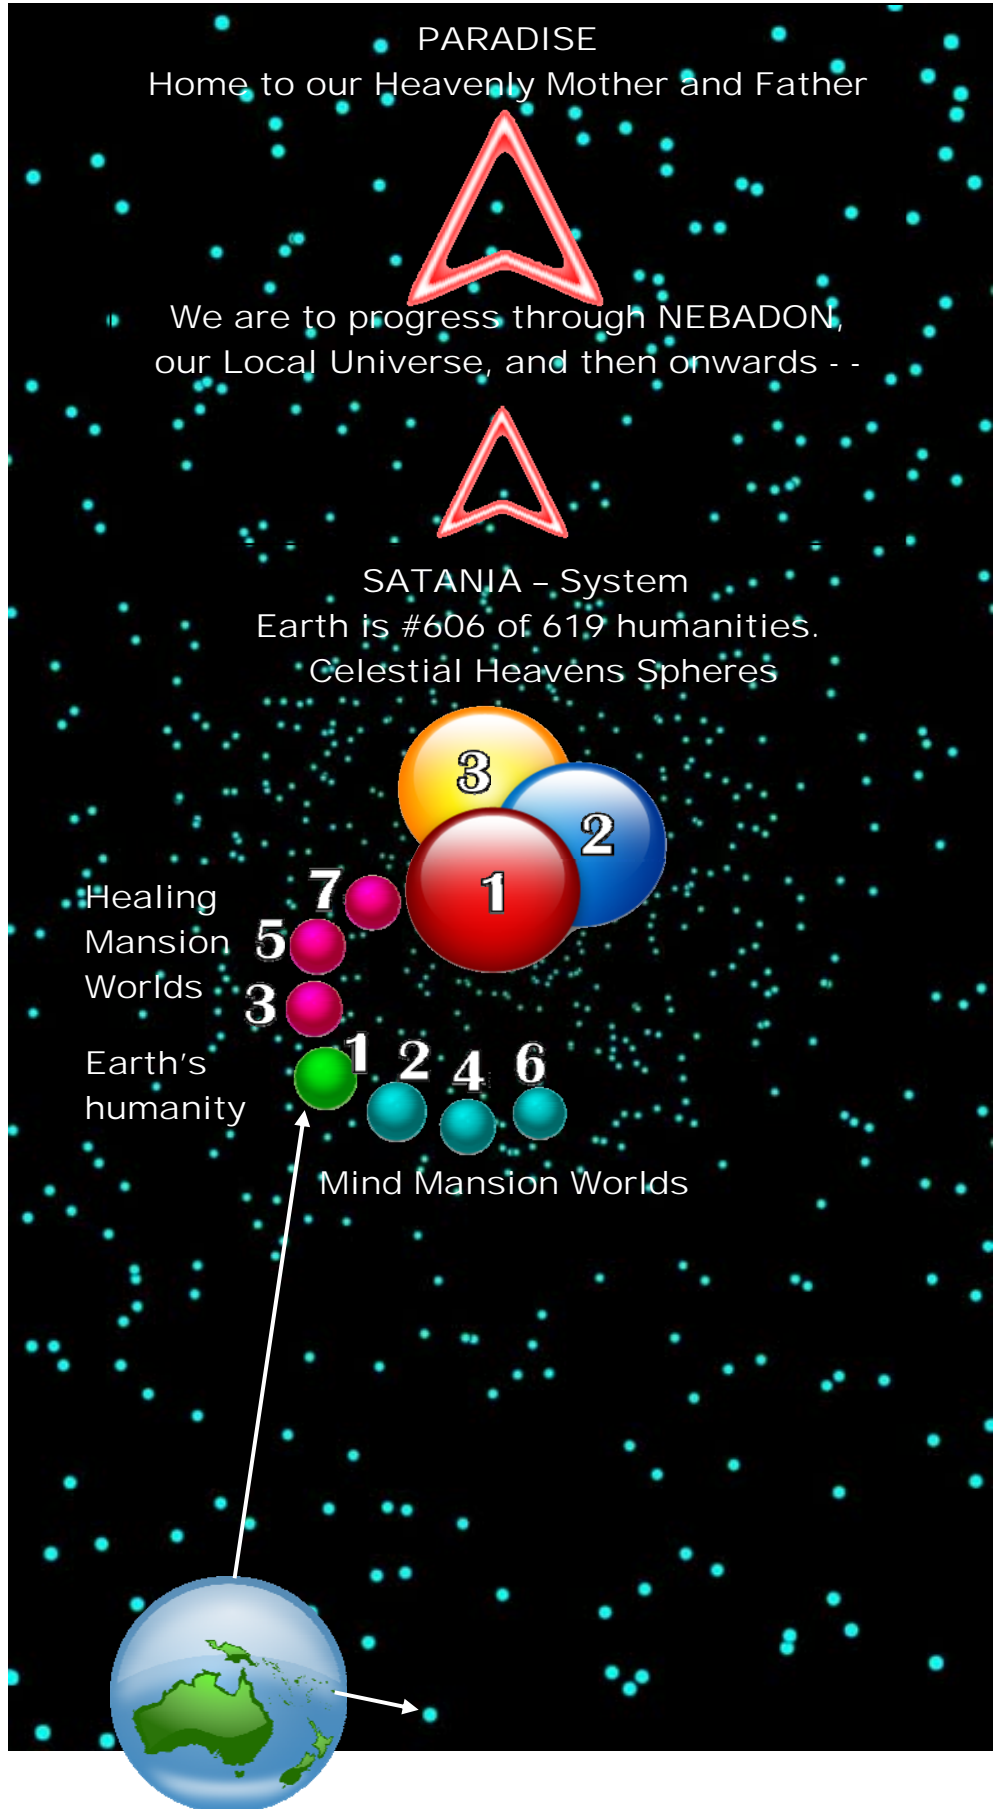 PARADISE
Home to our Heavenly Mother and Father
We are to progress through NEBADON,
our Local Universe, and then onwards - -
SATANIA – System
Earth is #606 of 619 humanities.
Celestial Heavens Spheres
3
2
1
Healing
Mansion
Worlds
7
5
3
Earth's
humanity
1
2
4
6
Mind Mansion Worlds